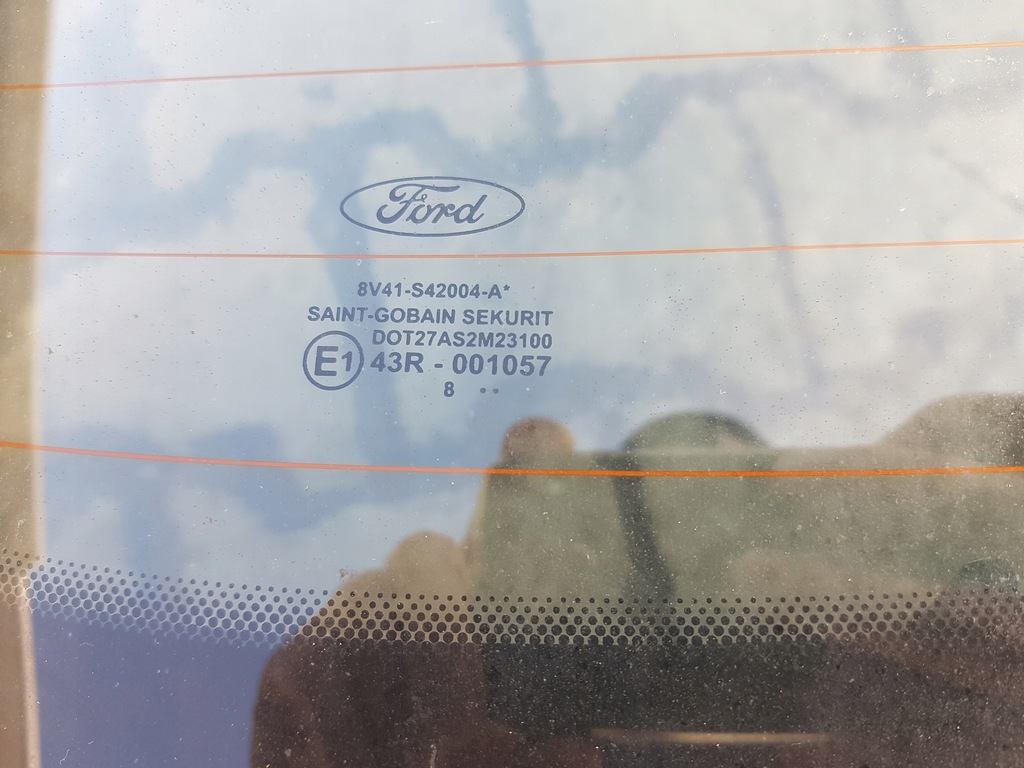 Ford
8V41-S42004-A*
SAINT-GOBAIN SEKURIT
DOT27AS2M23100
E1 43R - 001057
8 ..